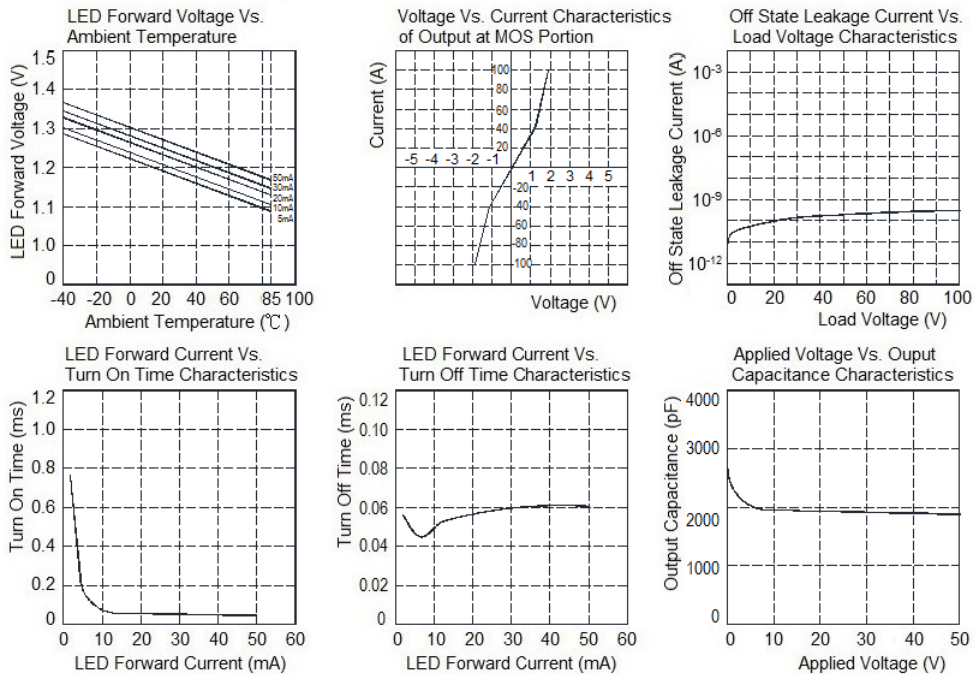 LED Forward Voltage Vs.
Ambient Temperature
LED Forward Voltage (V)
1.5
1.4
1.3
1.2
1.1
1.0
0
50mA
30mA
20mA
10mA
5mA
-40 -20 0 20 40 60 85 100
Ambient Temperature (℃)
Voltage Vs. Current Characteristics
of Output at MOS Portion
Current (A)
100
80
60
40
20
-5 -4 -3 -2 -1
1 2 3 4 5
-20
-40
-60
-80
-100
Voltage (V)
Off State Leakage Current Vs.
Load Voltage Characteristics
Off State Leakage Current (A)
10-3
10-6
10-9
10-12
0 20 40 60 80 100
Load Voltage (V)
LED Forward Current Vs.
Turn On Time Characteristics
Turn On Time (ms)
1.2
1.0
0.8
0.6
0.4
0.2
0
0 10 20 30 40 50 60
LED Forward Current (mA)
LED Forward Current Vs.
Turn Off Time Characteristics
Turn Off Time (ms)
0.12
0.10
0.08
0.06
0.04
0.02
0
0 10 20 30 40 50 60
LED Forward Current (mA)
Applied Voltage Vs. Ouput
Capacitance Characteristics
Output Capacitance (pF)
4000
3000
2000
1000
0
0 10 20 30 40 50
Applied Voltage (V)